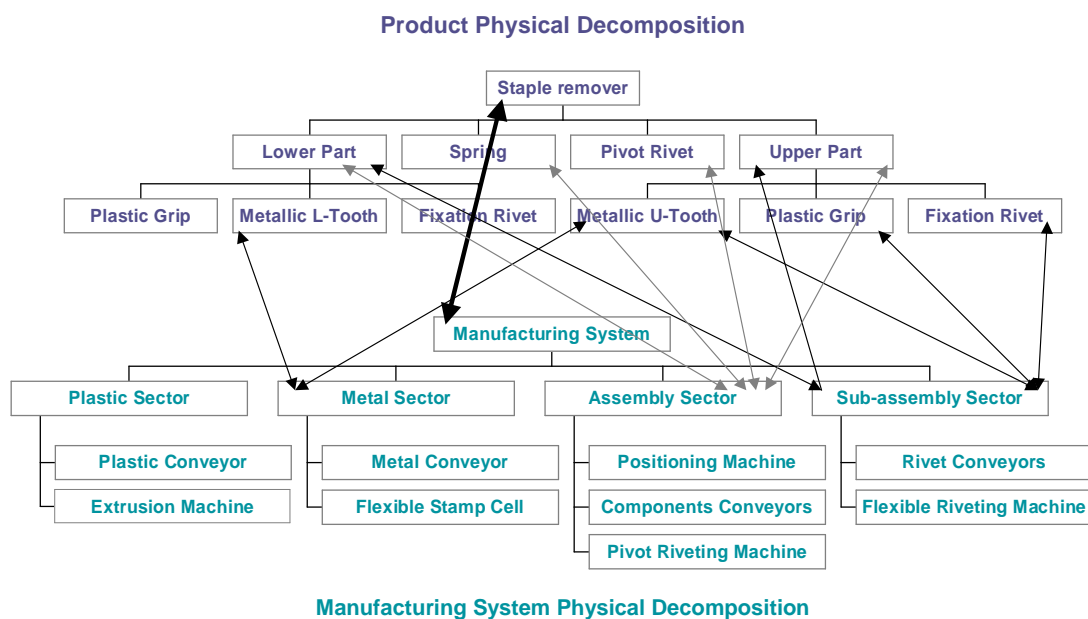 Product Physical Decomposition
Staple remover
Lower Part
Spring
Pivot Rivet
Upper Part
Plastic Grip
Metallic L-Tooth
Fixation Rivet
Metallic U-Tooth
Plastic Grip
Fixation Rivet
Manufacturing System
Plastic Sector
Metal Sector
Assembly Sector
Sub-assembly Sector
Plastic Conveyor
Metal Conveyor
Positioning Machine
Rivet Conveyors
Extrusion Machine
Flexible Stamp Cell
Components Conveyors
Flexible Riveting Machine
Pivot Riveting Machine
Manufacturing System Physical Decomposition